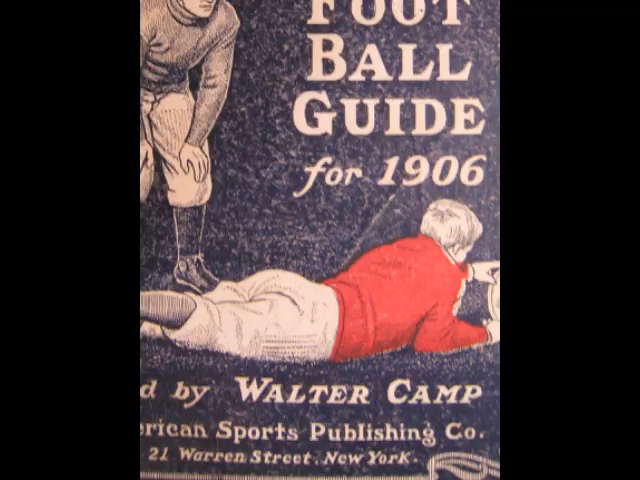 FOOT
BALL
GUIDE
for 1906
d by WALTER CAMP
erican Sports Publishing Co.
21 Warren Street, New York.